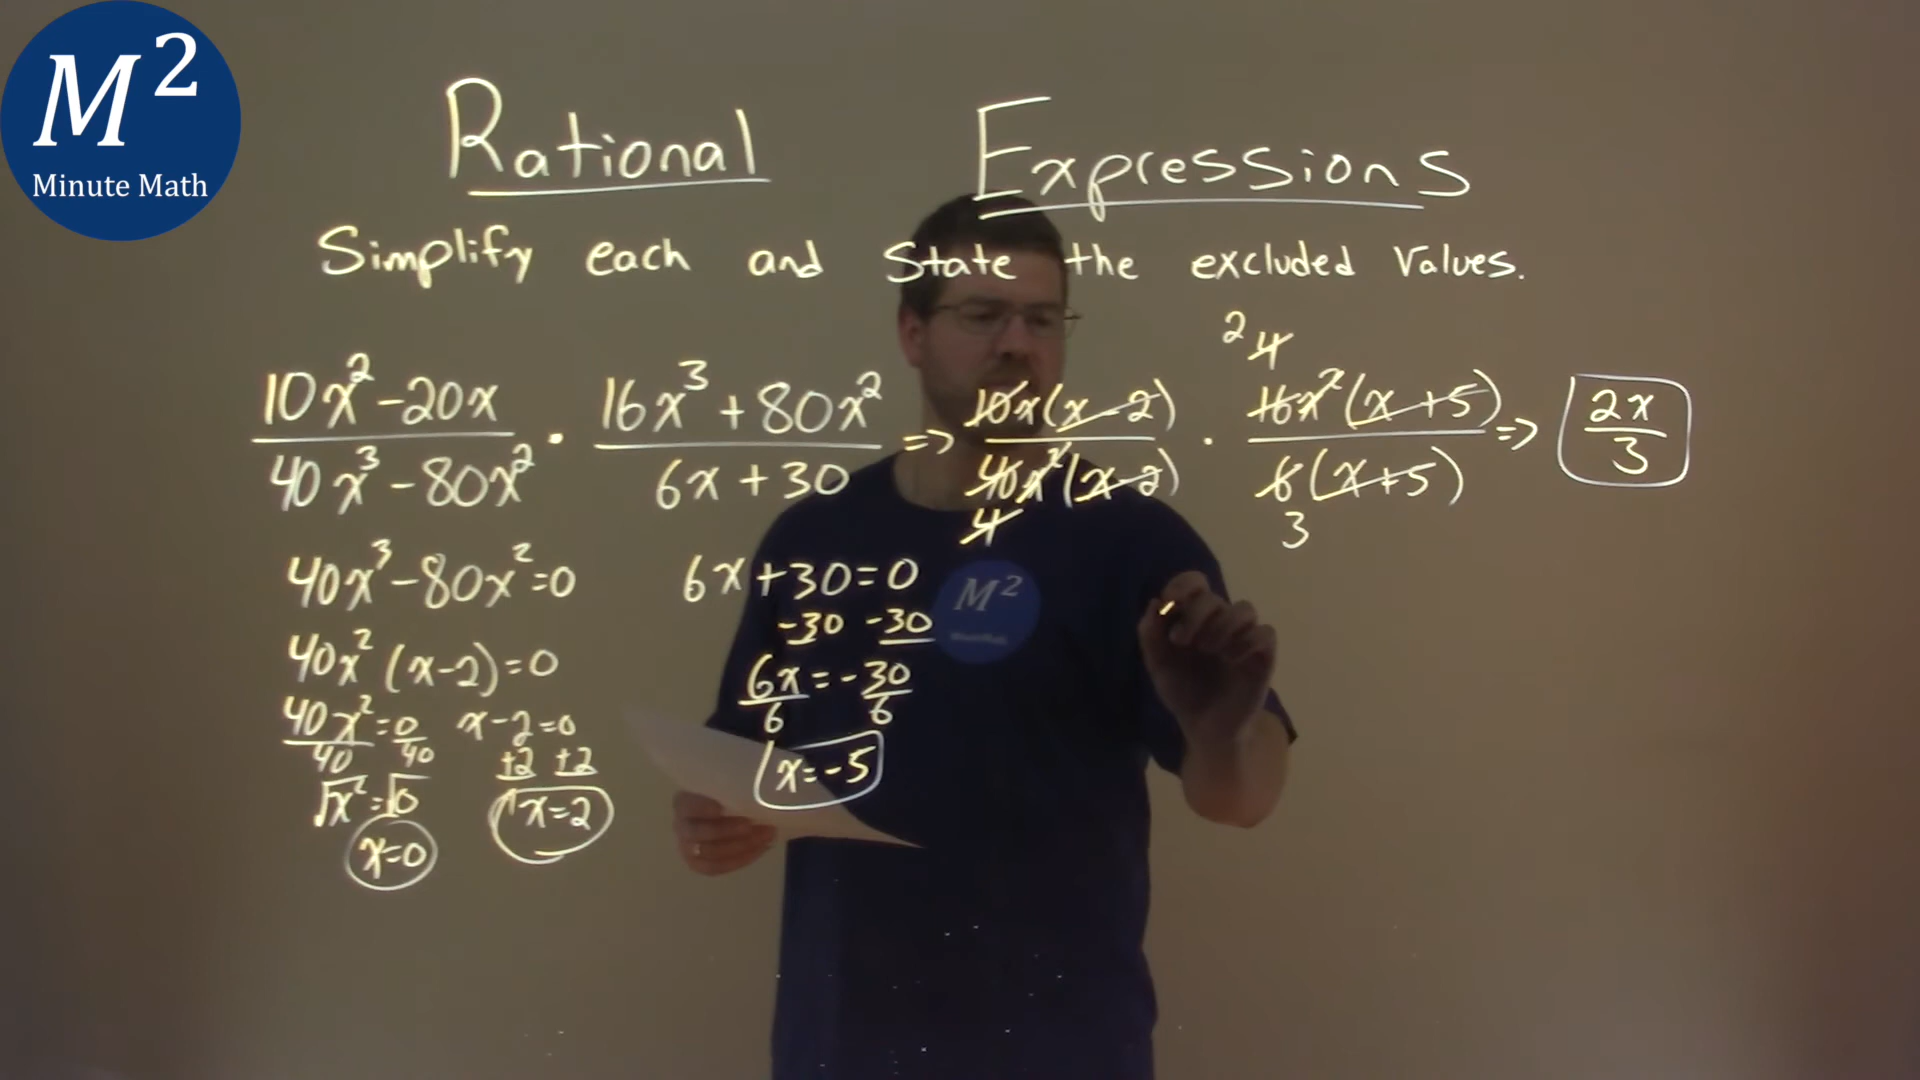 M²
Minute Math
Rational Expressions
Simplify each and state the excluded values.
(10x² - 20x)/(40x³ - 80x²) · (16x³ + 80x²)/(6x + 30) => (10x(x-2))/(40x²(x-2)) · (16x²(x+5))/(6(x+5)) => 2x/3
2 4
4 3
40x³ - 80x² = 0
40x² (x-2) = 0
40x²/40 = 0/40
√x² = √0
x=0
x-2=0
+2 +2
x=2
6x+30=0
-30 -30
6x/6 = -30/6
x=-5
M²